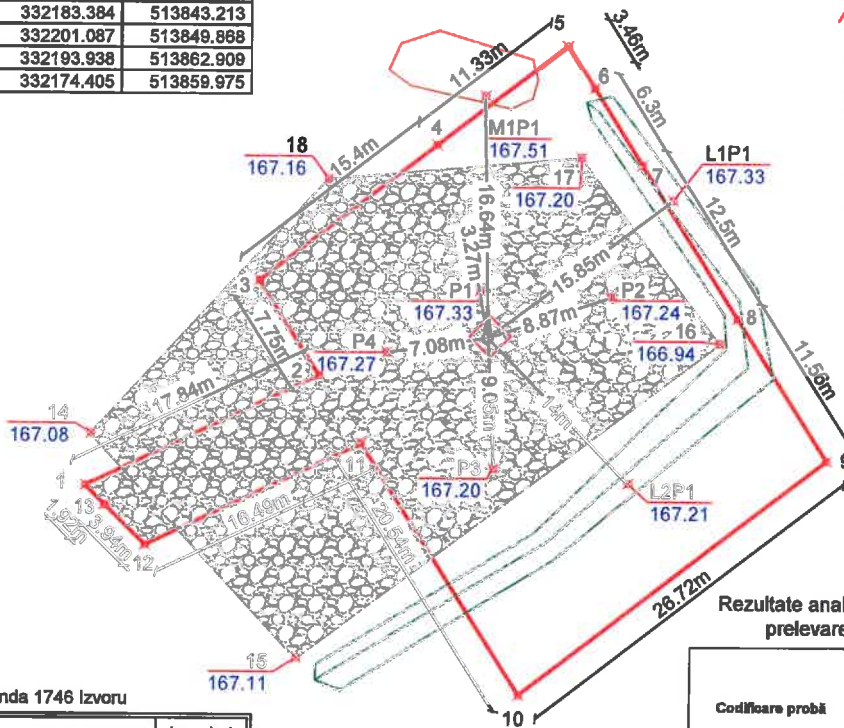 332183.384 513843.213
332201.087 513849.868
332193.938 513862.909
332174.405 513859.975
5
3.46m
11.33m
6
6.3m
4
M1P1
167.51
18
167.16
15.4m
17
167.20
7
L1P1
167.33
12.5m
16.64m
3.27m
15.85m
3
P1
167.33
P2
167.24
8.87m
8
7.75m
P4
167.27
7.08m
16
166.94
2
11.56m
17.84m
9.05m
14m
14
167.08
11
9
1
P3
167.20
L2P1
167.21
13
16.49m
20.64m
1.92m
3.94m
12
26.72m
15
167.11
10
Rezultate anal
prelevare
nda 1746 Izvoru
Codificare probă